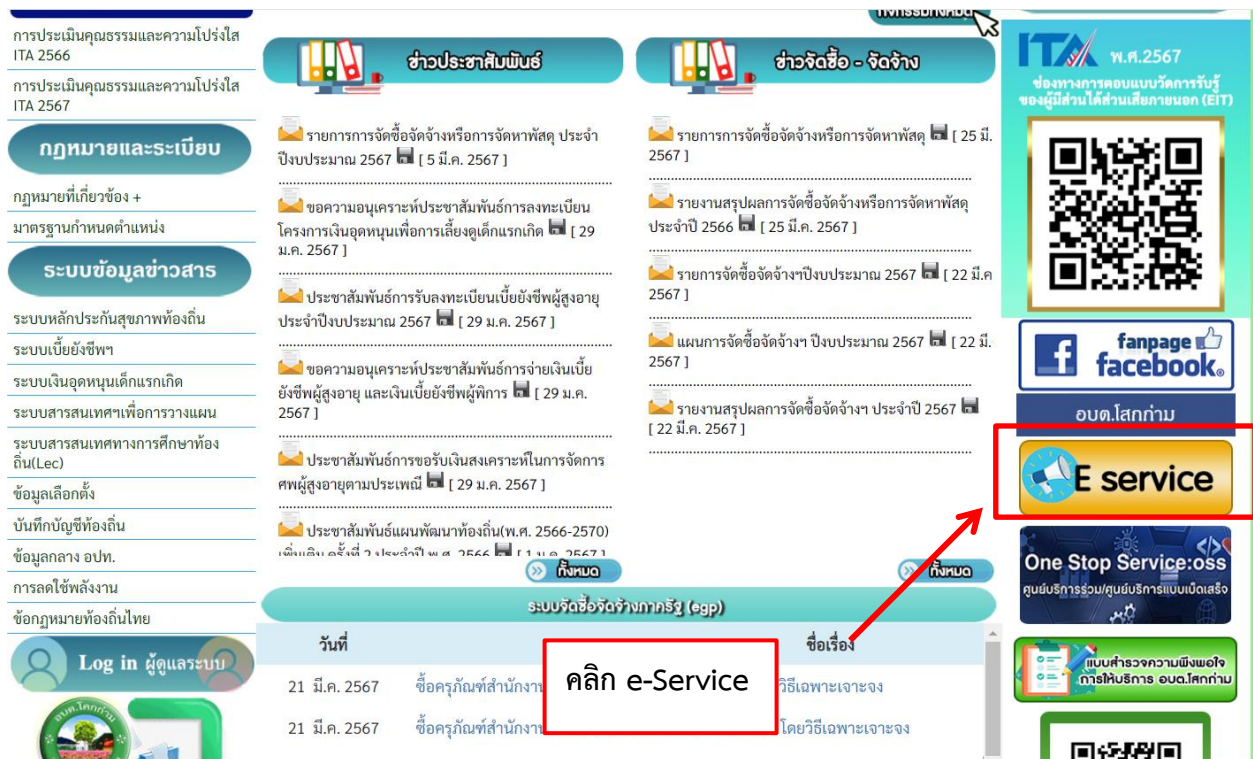 การประเมินคุณธรรมและความโปร่งใส
ITA 2566
การประเมินคุณธรรมและความโปร่งใส
ITA 2567
กฎหมายและระเบียบ
กฎหมายที่เกี่ยวข้อง +
มาตรฐานกำหนดตำแหน่ง
ระบบข้อมูลข่าวสาร
ระบบหลักประกันสุขภาพท้องถิ่น
ระบบเบี้ยยังชีพฯ
ระบบเงินอุดหนุนเด็กแรกเกิด
ระบบสารสนเทศฯเพื่อการวางแผน
ระบบสารสนเทศทางการศึกษาท้อง
ถิ่น(Lec)
ข้อมูลเลือกตั้ง
บันทึกบัญชีท้องถิ่น
ข้อมูลกลาง อปท.
การลดใช้พลังงาน
ข้อกฎหมายท้องถิ่นไทย
Log in ผู้ดูแลระบบ
อบต.โสกก่าม
ข่าวประชาสัมพันธ์
รายการการจัดซื้อจัดจ้างหรือการจัดหาพัสดุ ประจำ
ปีงบประมาณ 2567 [ 5 มี.ค. 2567 ]
ขอความอนุเคราะห์ประชาสัมพันธ์การลงทะเบียน
โครงการเงินอุดหนุนเพื่อการเลี้ยงดูเด็กแรกเกิด [ 29
ม.ค. 2567 ]
ประชาสัมพันธ์การรับลงทะเบียนเบี้ยยังชีพผู้สูงอายุ
ประจำปีงบประมาณ 2567 [ 29 ม.ค. 2567 ]
ขอความอนุเคราะห์ประชาสัมพันธ์การจ่ายเงินเบี้ย
ยังชีพผู้สูงอายุ และเงินเบี้ยยังชีพผู้พิการ [ 29 ม.ค.
2567 ]
ประชาสัมพันธ์การขอรับเงินสงเคราะห์ในการจัดการ
ศพผู้สูงอายุตามประเพณี [ 29 ม.ค. 2567 ]
ประชาสัมพันธ์แผนพัฒนาท้องถิ่น(พ.ศ. 2566-2570)
เพิ่มเติม ครั้งที่ 2 ประจำปี พ.ศ. 2566 [ 1 ม.ค. 2567 ]
ทั้งหมด
กิจกรรมทั้งหมด
ข่าวจัดซื้อ - จัดจ้าง
รายการการจัดซื้อจัดจ้างหรือการจัดหาพัสดุ [ 25 มี.
2567 ]
รายงานสรุปผลการจัดซื้อจัดจ้างหรือการจัดหาพัสดุ
ประจำปี 2566 [ 25 มี.ค. 2567 ]
รายการจัดซื้อจัดจ้างฯปีงบประมาณ 2567 [ 22 มี.ค
2567 ]
แผนการจัดซื้อจัดจ้างฯ ปีงบประมาณ 2567 [ 22 มี.
2567 ]
รายงานสรุปผลการจัดซื้อจัดจ้างฯ ประจำปี 2567
[ 22 มี.ค. 2567 ]
ทั้งหมด
ระบบจัดซื้อจัดจ้างภาครัฐ (egp)
วันที่ ชื่อเรื่อง
21 มี.ค. 2567 ซื้อครุภัณฑ์สำนักงาน วิธีเฉพาะเจาะจง
21 มี.ค. 2567 ซื้อครุภัณฑ์สำนักงาน โดยวิธีเฉพาะเจาะจง
คลิก e-Service
ITA พ.ศ.2567
ช่องทางการตอบแบบวัดการรับรู้
ของผู้มีส่วนได้ส่วนเสียภายนอก (EIT)
fanpage
facebook.
อบต.โสกก่าม
E service
One Stop Service:oss
ศูนย์บริการร่วม/ศูนย์บริการแบบเบ็ดเสร็จ
แบบสำรวจความพึงพอใจ
การให้บริการ อบต.โสกก่าม